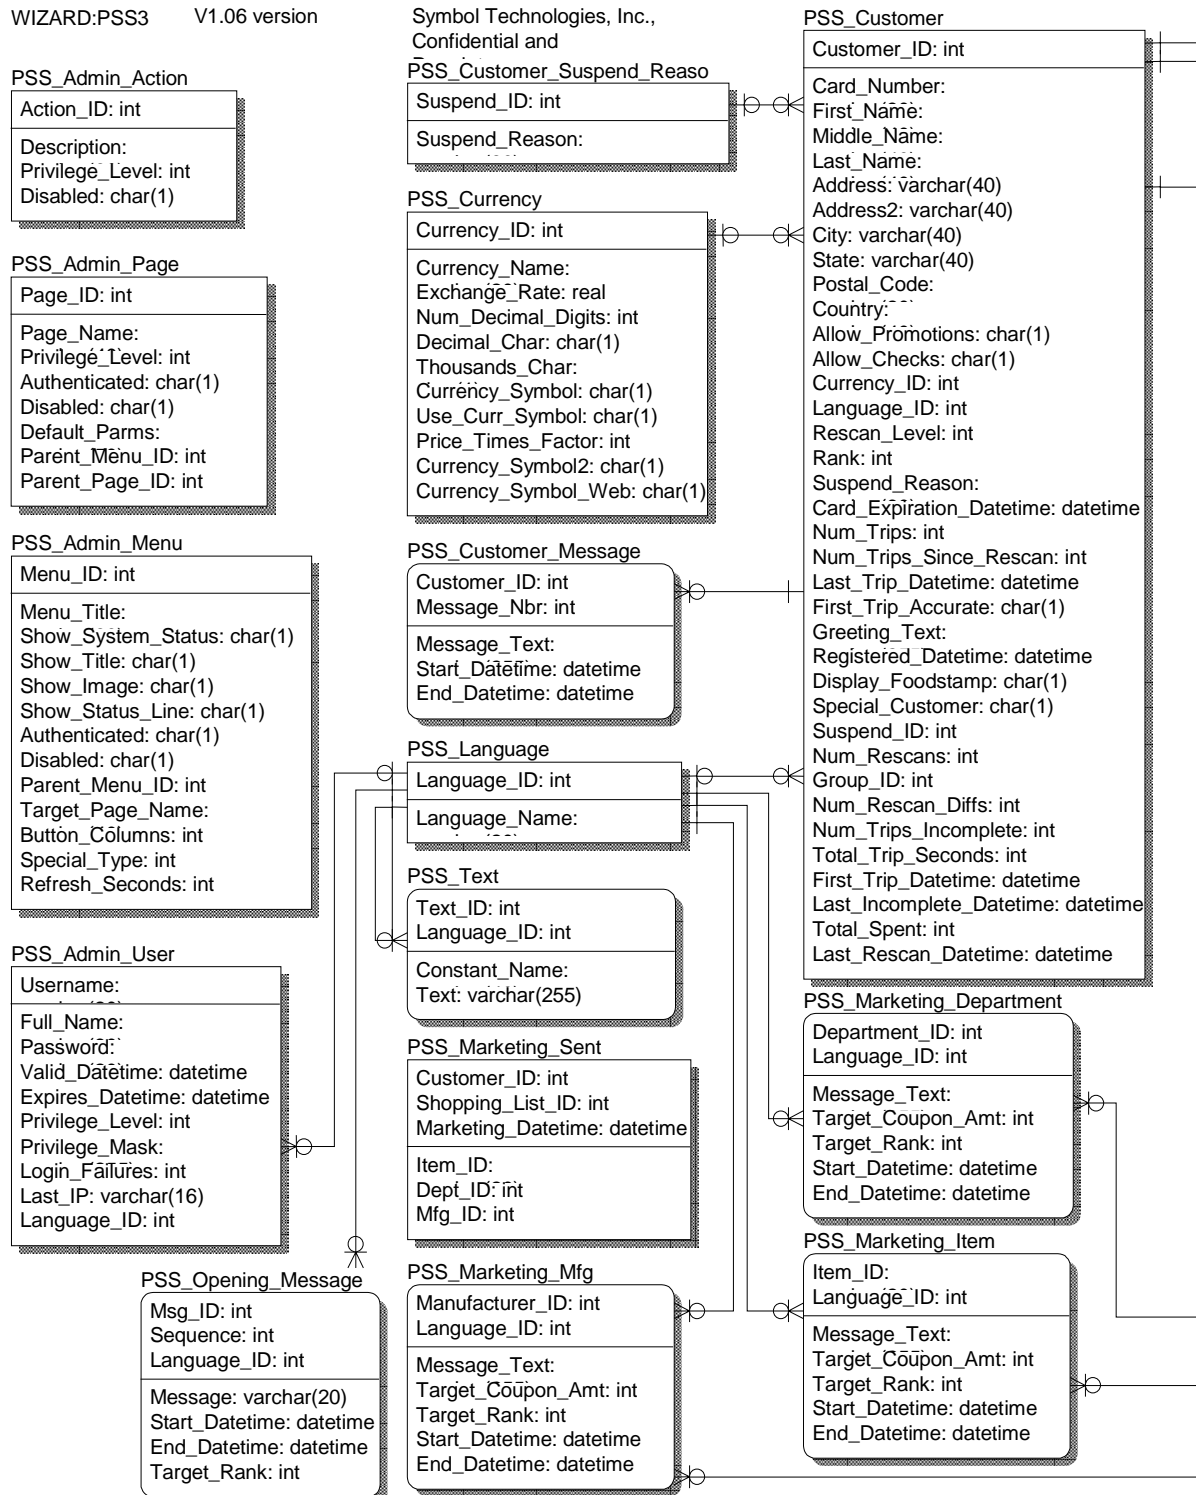 WIZARD:PSS3 V1.06 version
Symbol Technologies, Inc.,
Confidential and
PSS_Admin_Action
Action_ID: int
Description:
Privilege_Level: int
Disabled: char(1)
PSS_Admin_Page
Page_ID: int
Page_Name:
Privilege_Level: int
Authenticated: char(1)
Disabled: char(1)
Default_Parms:
Parent_Menu_ID: int
Parent_Page_ID: int
PSS_Admin_Menu
Menu_ID: int
Menu_Title:
Show_System_Status: char(1)
Show_Title: char(1)
Show_Image: char(1)
Show_Status_Line: char(1)
Authenticated: char(1)
Disabled: char(1)
Parent_Menu_ID: int
Target_Page_Name:
Button_Columns: int
Special_Type: int
Refresh_Seconds: int
PSS_Admin_User
Username:
Full_Name:
Password:
Valid_Datetime: datetime
Expires_Datetime: datetime
Privilege_Level: int
Privilege_Mask:
Login_Failures: int
Last_IP: varchar(16)
Language_ID: int
PSS_Opening_Message
Msg_ID: int
Sequence: int
Language_ID: int
Message: varchar(20)
Start_Datetime: datetime
End_Datetime: datetime
Target_Rank: int
PSS_Customer_Suspend_Reaso
Suspend_ID: int
Suspend_Reason:
PSS_Currency
Currency_ID: int
Currency_Name:
Exchange_Rate: real
Num_Decimal_Digits: int
Decimal_Char: char(1)
Thousands_Char:
Currency_Symbol: char(1)
Use_Curr_Symbol: char(1)
Price_Times_Factor: int
Currency_Symbol2: char(1)
Currency_Symbol_Web: char(1)
PSS_Customer_Message
Customer_ID: int
Message_Nbr: int
Message_Text:
Start_Datetime: datetime
End_Datetime: datetime
PSS_Language
Language_ID: int
Language_Name:
PSS_Text
Text_ID: int
Language_ID: int
Constant_Name:
Text: varchar(255)
PSS_Marketing_Sent
Customer_ID: int
Shopping_List_ID: int
Marketing_Datetime: datetime
Item_ID:
Dept_ID: int
Mfg_ID: int
PSS_Marketing_Mfg
Manufacturer_ID: int
Language_ID: int
Message_Text:
Target_Coupon_Amt: int
Target_Rank: int
Start_Datetime: datetime
End_Datetime: datetime
PSS_Customer
Customer_ID: int
Card_Number:
First_Name:
Middle_Name:
Last_Name:
Address: varchar(40)
Address2: varchar(40)
City: varchar(40)
State: varchar(40)
Postal_Code:
Country:
Allow_Promotions: char(1)
Allow_Checks: char(1)
Currency_ID: int
Language_ID: int
Rescan_Level: int
Rank: int
Suspend_Reason:
Card_Expiration_Datetime: datetime
Num_Trips: int
Num_Trips_Since_Rescan: int
Last_Trip_Datetime: datetime
First_Trip_Accurate: char(1)
Greeting_Text:
Registered_Datetime: datetime
Display_Foodstamp: char(1)
Special_Customer: char(1)
Suspend_ID: int
Num_Rescans: int
Group_ID: int
Num_Rescan_Diffs: int
Num_Trips_Incomplete: int
Total_Trip_Seconds: int
First_Trip_Datetime: datetime
Last_Incomplete_Datetime: datetime
Total_Spent: int
Last_Rescan_Datetime: datetime
PSS_Marketing_Department
Department_ID: int
Language_ID: int
Message_Text:
Target_Coupon_Amt: int
Target_Rank: int
Start_Datetime: datetime
End_Datetime: datetime
PSS_Marketing_Item
Item_ID:
Language_ID: int
Message_Text:
Target_Coupon_Amt: int
Target_Rank: int
Start_Datetime: datetime
End_Datetime: datetime